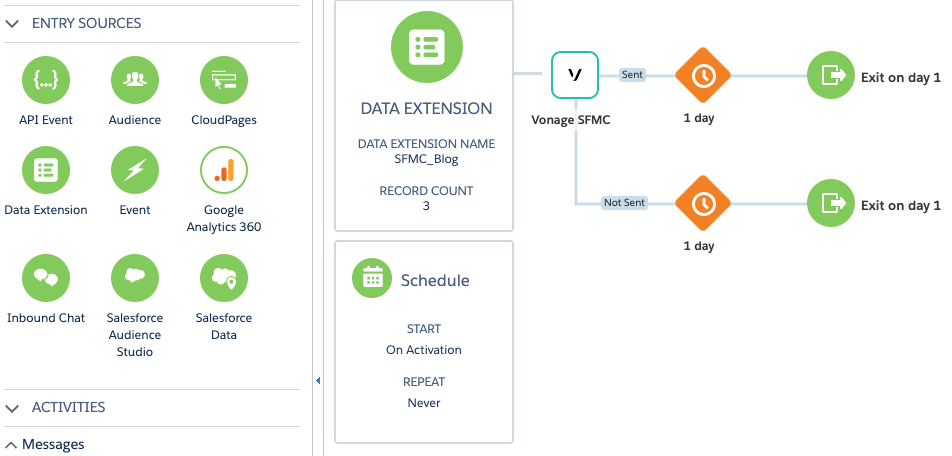 ENTRY SOURCES
{...}
API Event
Audience
CloudPages
Data Extension
Event
Google
Analytics 360
Inbound Chat
Salesforce
Audience
Studio
Salesforce
Data
ACTIVITIES
Messages
DATA EXTENSION
DATA EXTENSION NAME
SFMC_Blog
RECORD COUNT
3
Schedule
START
On Activation
REPEAT
Never
Vonage SFMC
Sent
1 day
Exit on day 1
Not Sent
1 day
Exit on day 1